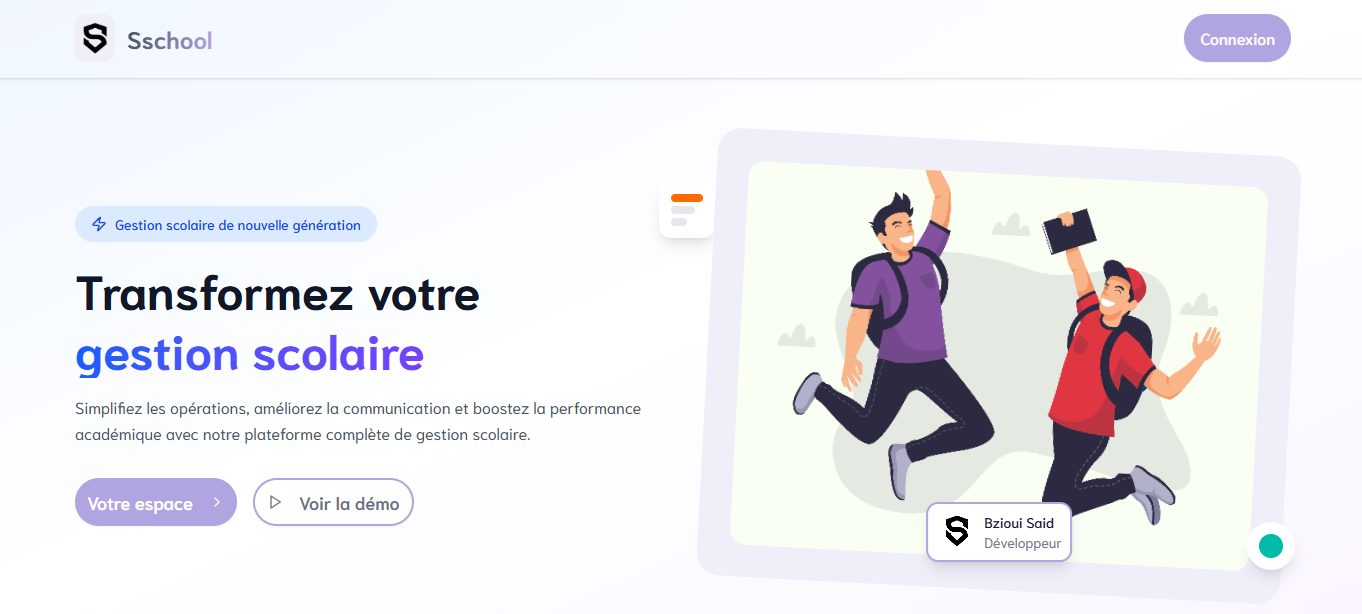 Sschool
Connexion
Gestion scolaire de nouvelle génération
Transformez votre
gestion scolaire
Simplifiez les opérations, améliorez la communication et boostez la performance
académique avec notre plateforme complète de gestion scolaire.
Votre espace
Voir la démo
Bzioui Said
Développeur